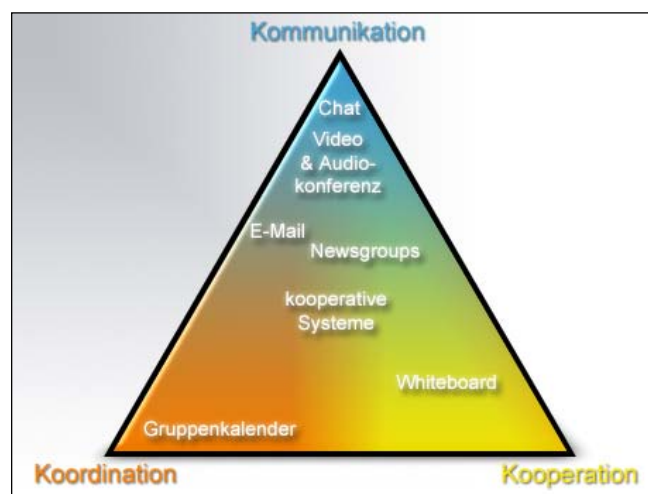 Kommunikation
Chat
Video
& Audio-
konferenz
E-Mail
Newsgroups
kooperative
Systeme
Whiteboard
Gruppenkalender
Koordination
Kooperation